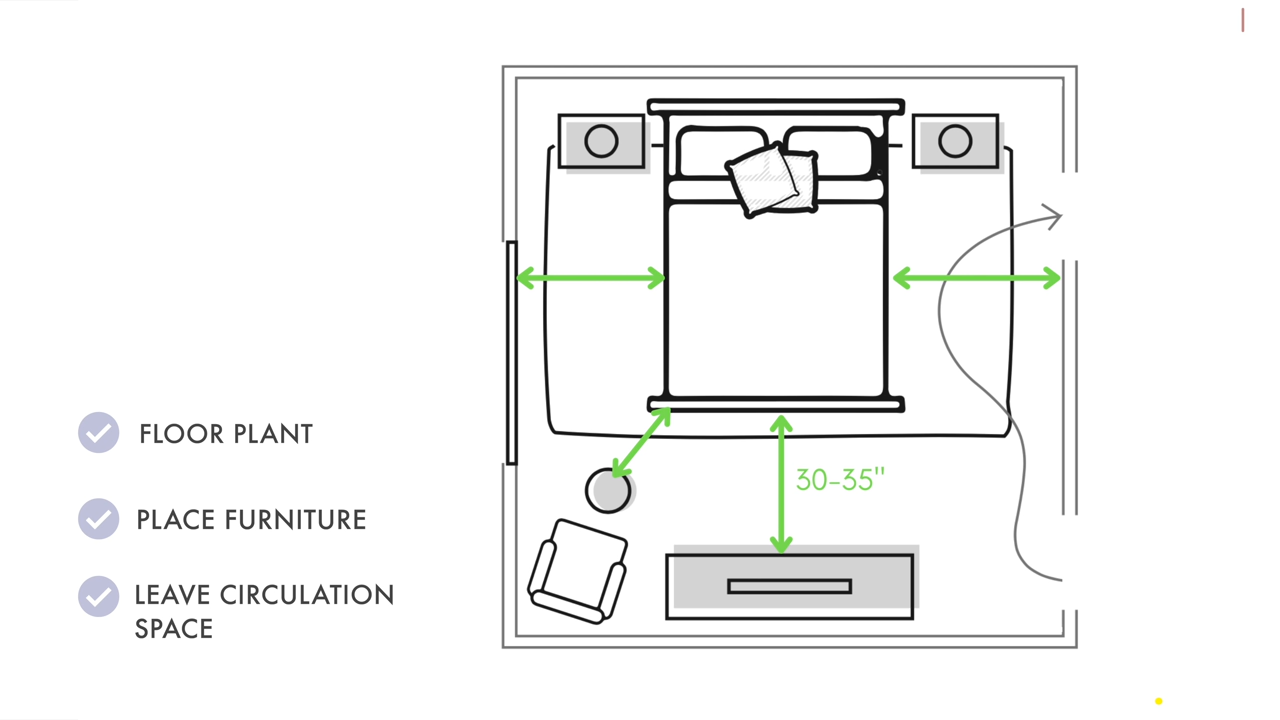 FLOOR PLANT
PLACE FURNITURE
LEAVE CIRCULATION
SPACE
30-35"